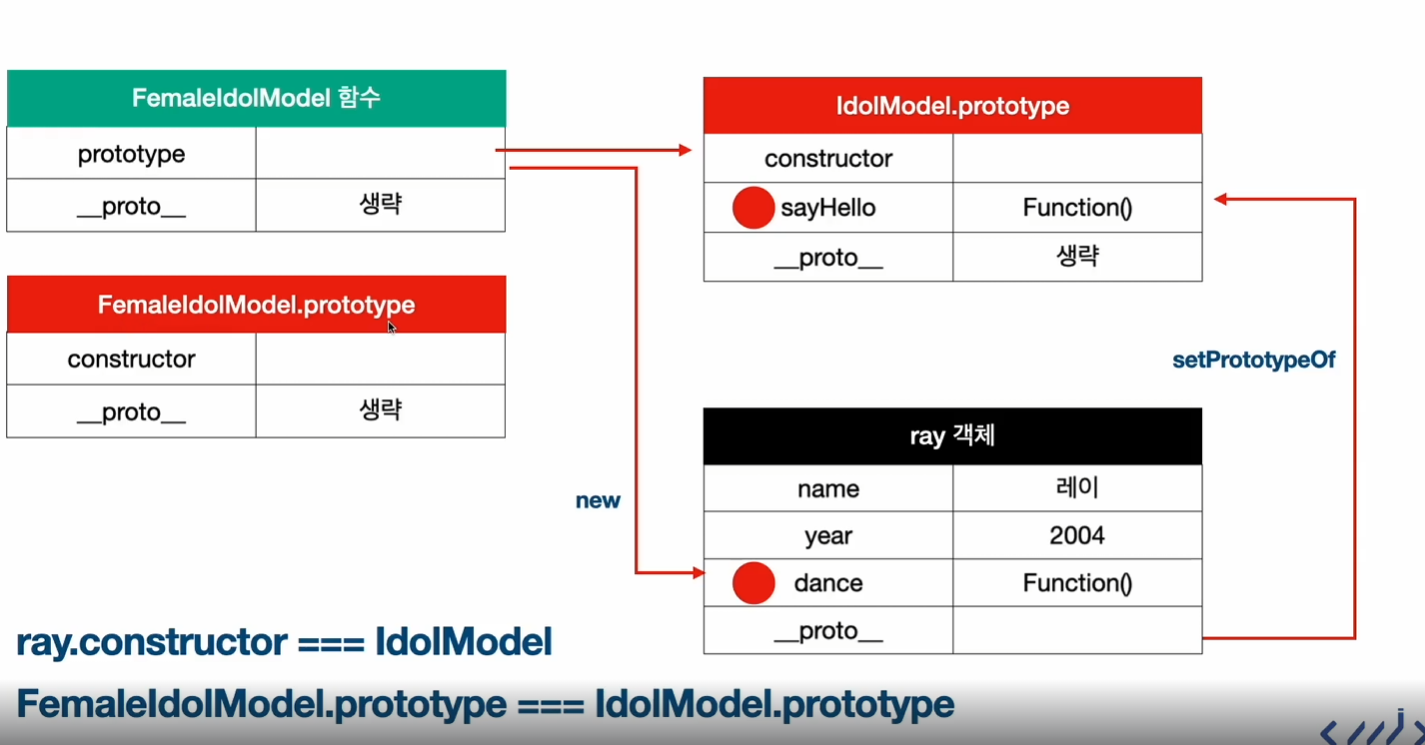 FemaleIdolModel 함수
prototype
__proto__ 생략
FemaleIdolModel.prototype
constructor
__proto__ 생략
IdolModel.prototype
constructor
sayHello Function()
__proto__ 생략
setPrototypeOf
new
ray 객체
name 레이
year 2004
dance Function()
__proto__
ray.constructor === IdolModel
FemaleIdolModel.prototype === IdolModel.prototype